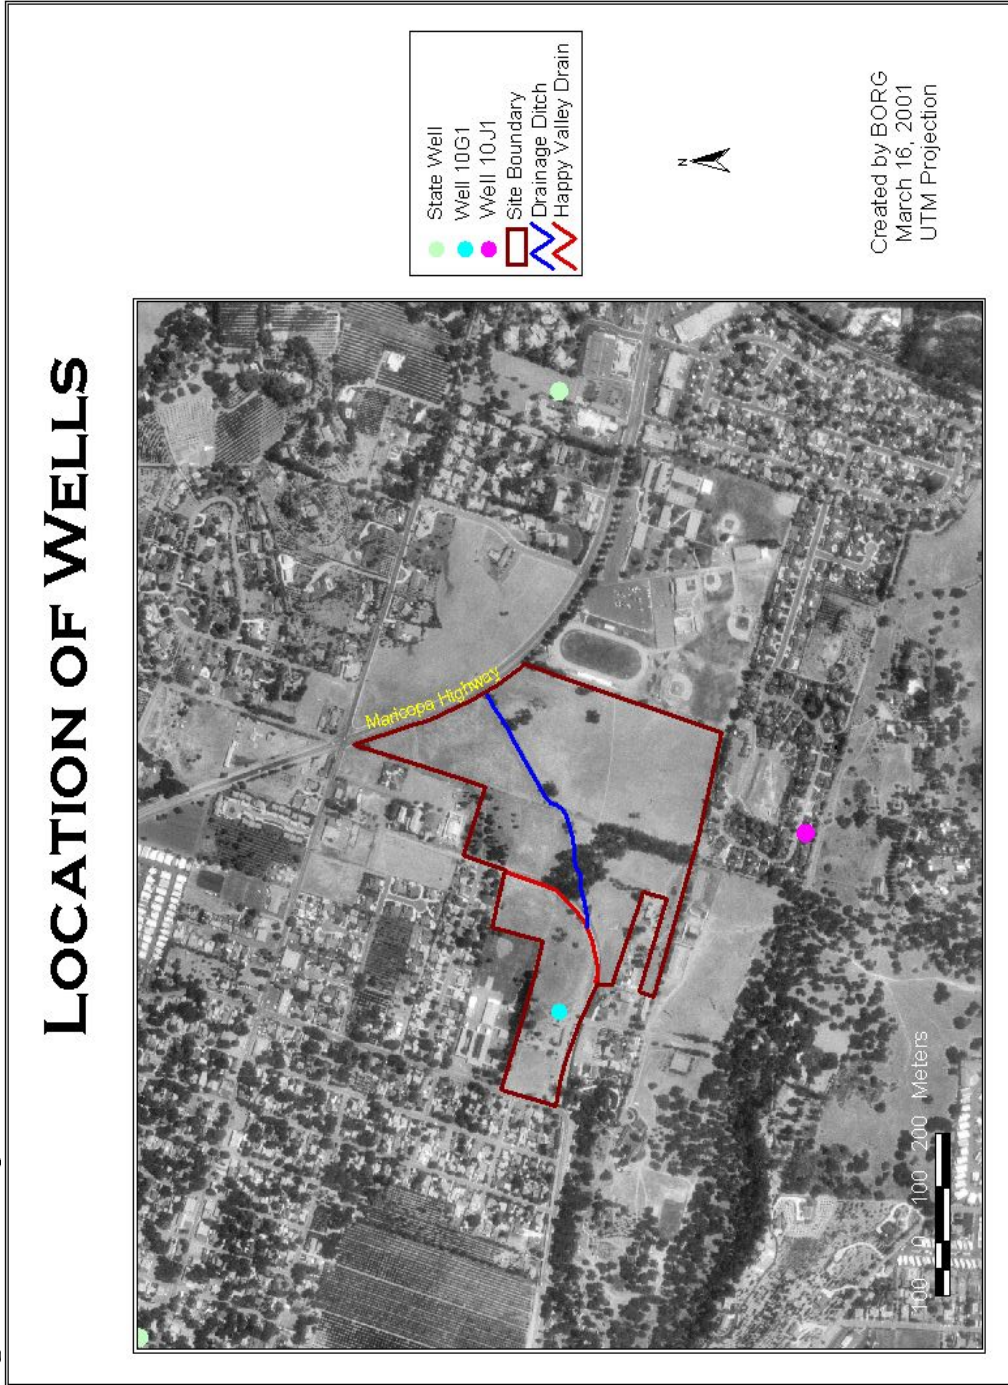 LOCATION OF WELLS
State Well
Well 10G1
Well 10J1
Site Boundary
Drainage Ditch
Happy Valley Drain
N
Maricopa Highway
100 0 100 200 Meters
Created by BORG
March 16, 2001
UTM Projection